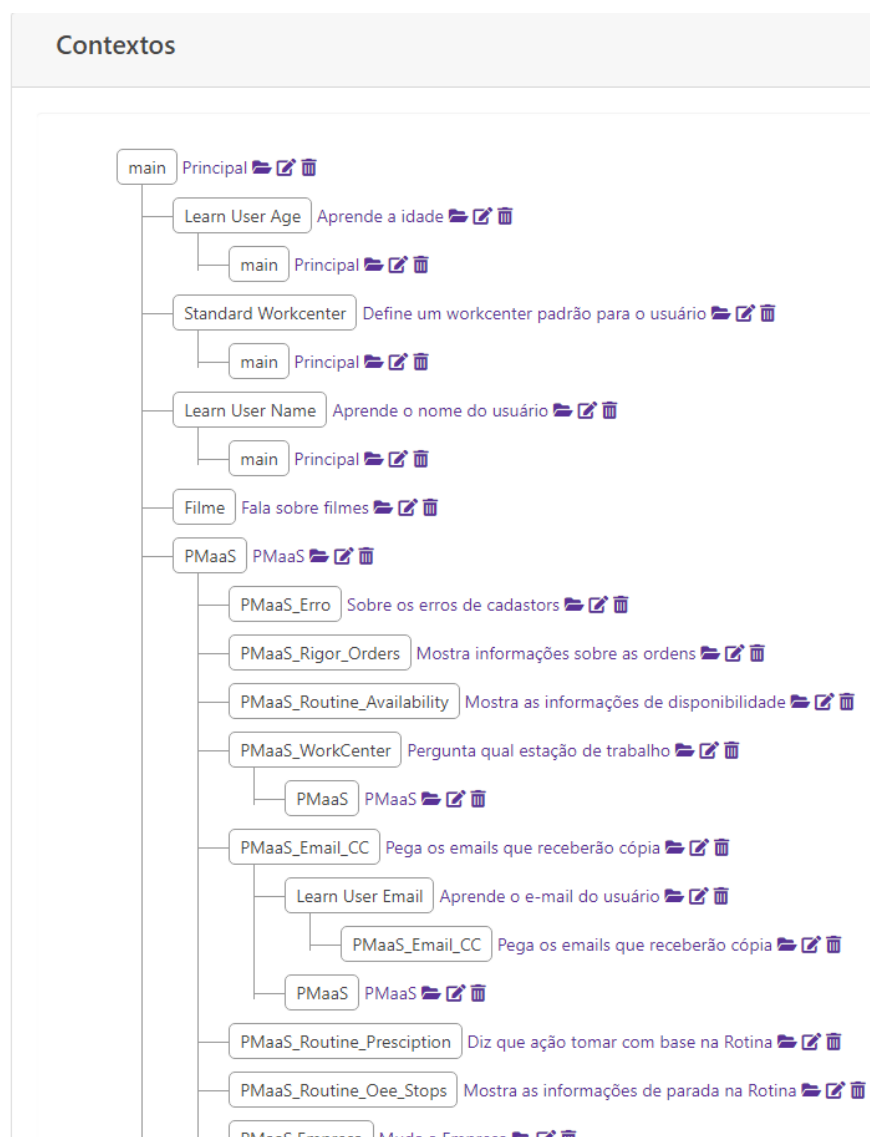 Contextos
main Principal
Learn User Age Aprende a idade
main Principal
Standard Workcenter Define um workcenter padrão para o usuário
main Principal
Learn User Name Aprende o nome do usuário
main Principal
Filme Fala sobre filmes
PMaaS PMaaS
PMaaS_Erro Sobre os erros de cadastors
PMaaS_Rigor_Orders Mostra informações sobre as ordens
PMaaS_Routine_Availability Mostra as informações de disponibilidade
PMaaS_WorkCenter Pergunta qual estação de trabalho
PMaaS PMaaS
PMaaS_Email_CC Pega os emails que receberão cópia
Learn User Email Aprende o e-mail do usuário
PMaaS_Email_CC Pega os emails que receberão cópia
PMaaS PMaaS
PMaaS_Routine_Presciption Diz que ação tomar com base na Rotina
PMaaS_Routine_Oee_Stops Mostra as informações de parada na Rotina
PMaaS_Empresa Muda a Empresa